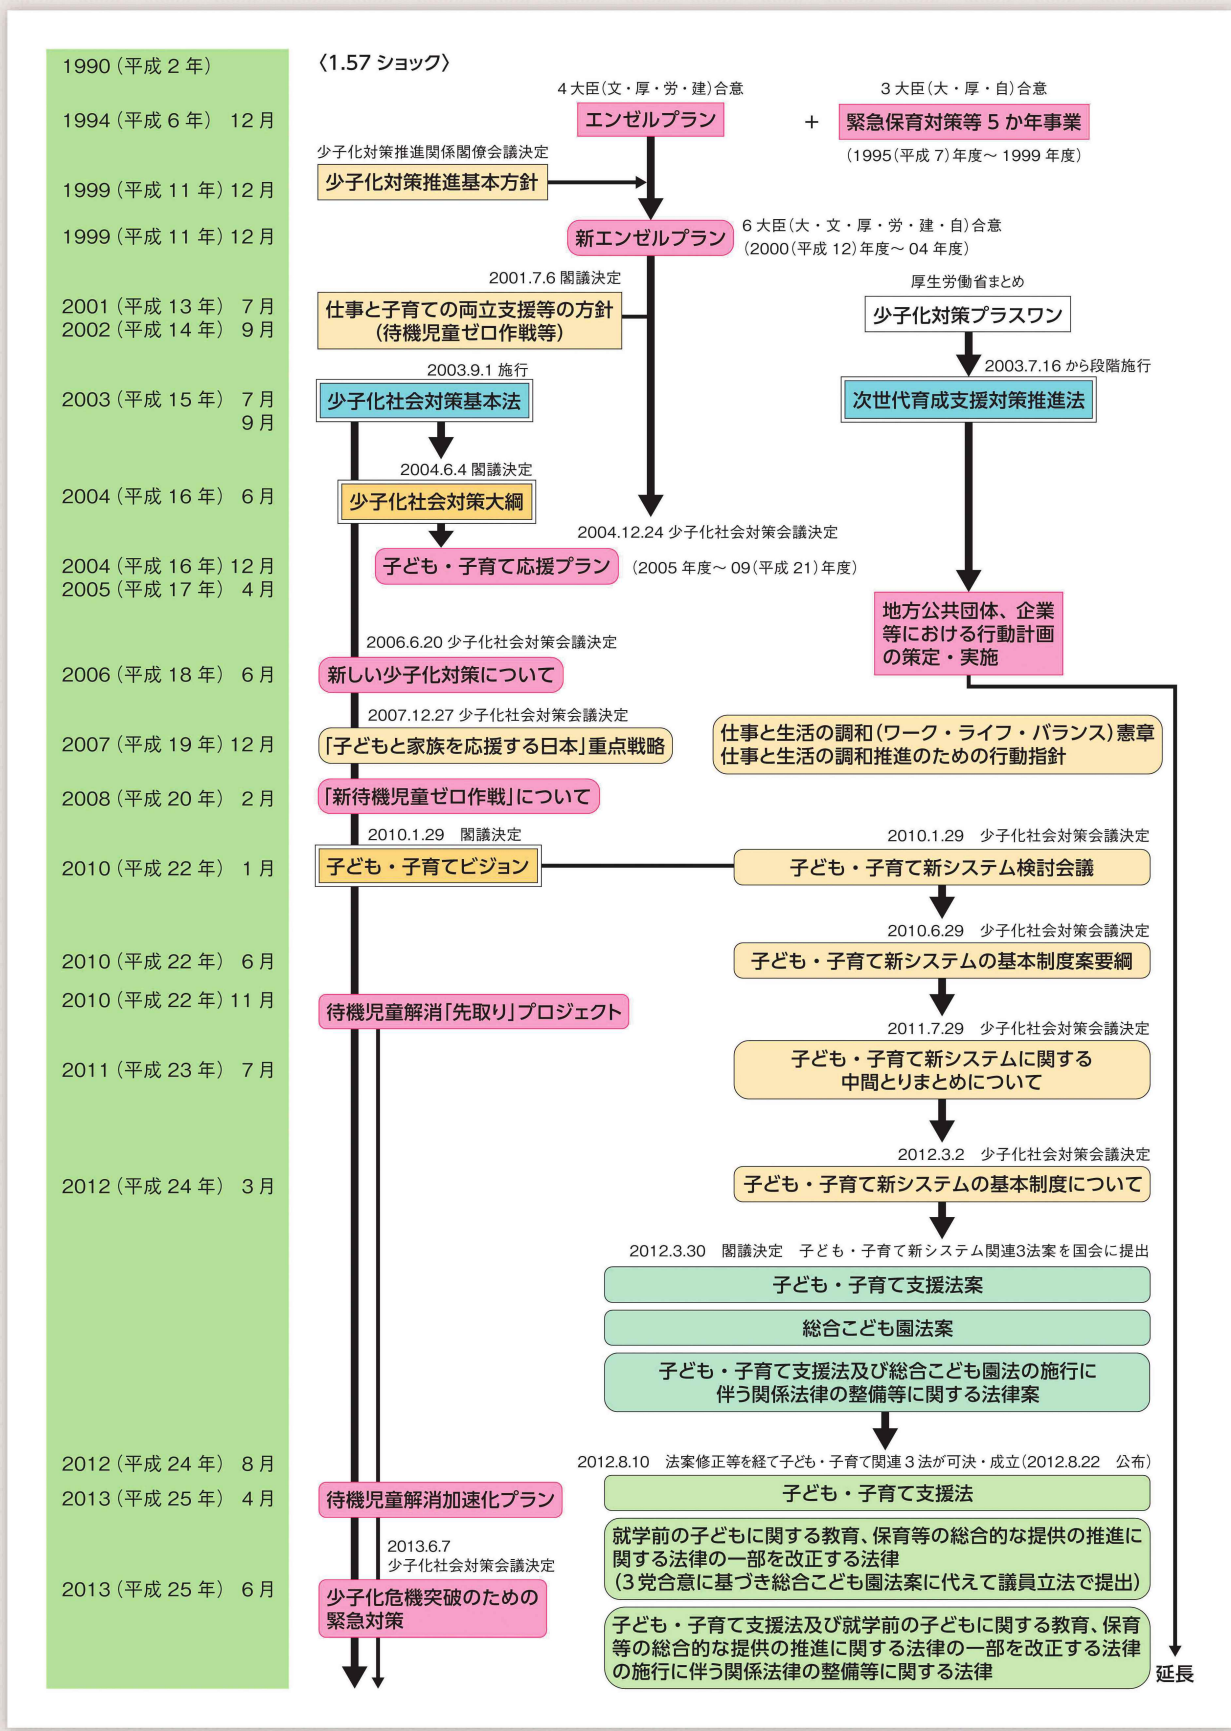 1990（平成 2 年）
〈1.57 ショック〉
4 大臣（文・厚・労・建）合意
3 大臣（大・厚・自）合意
1994（平成 6 年） 12 月
エンゼルプラン
+
緊急保育対策等 5 か年事業
（1995（平成 7）年度〜 1999 年度）
少子化対策推進関係閣僚会議決定
1999（平成 11 年）12 月
少子化対策推進基本方針
1999（平成 11 年）12 月
新エンゼルプラン
6 大臣（大・文・厚・労・建・自）合意
（2000（平成 12）年度〜 04 年度）
2001.7.6 閣議決定
厚生労働省まとめ
2001（平成 13 年） 7 月
2002（平成 14 年） 9 月
仕事と子育ての両立支援等の方針
（待機児童ゼロ作戦等）
少子化対策プラスワン
2003.9.1 施行
2003.7.16 から段階施行
2003（平成 15 年） 7 月
9 月
少子化社会対策基本法
次世代育成支援対策推進法
2004.6.4 閣議決定
2004（平成 16 年） 6 月
少子化社会対策大綱
2004.12.24 少子化社会対策会議決定
2004（平成 16 年）12 月
2005（平成 17 年） 4 月
子ども・子育て応援プラン
（2005 年度〜 09（平成 21）年度）
地方公共団体、企業
等における行動計画
の策定・実施
2006.6.20 少子化社会対策会議決定
2006（平成 18 年） 6 月
新しい少子化対策について
2007.12.27 少子化社会対策会議決定
2007（平成 19 年）12 月
「子どもと家族を応援する日本」重点戦略
仕事と生活の調和（ワーク・ライフ・バランス）憲章
仕事と生活の調和推進のための行動指針
2008（平成 20 年） 2 月
「新待機児童ゼロ作戦」について
2010.1.29 閣議決定
2010.1.29 少子化社会対策会議決定
2010（平成 22 年） 1 月
子ども・子育てビジョン
子ども・子育て新システム検討会議
2010.6.29 少子化社会対策会議決定
2010（平成 22 年） 6 月
子ども・子育て新システムの基本制度案要綱
2010（平成 22 年）11 月
待機児童解消「先取り」プロジェクト
2011.7.29 少子化社会対策会議決定
2011（平成 23 年） 7 月
子ども・子育て新システムに関する
中間とりまとめについて
2012.3.2 少子化社会対策会議決定
2012（平成 24 年） 3 月
子ども・子育て新システムの基本制度について
2012.3.30 閣議決定 子ども・子育て新システム関連3法案を国会に提出
子ども・子育て支援法案
総合こども園法案
子ども・子育て支援法及び総合こども園法の施行に
伴う関係法律の整備等に関する法律案
2012（平成 24 年） 8 月
2012.8.10 法案修正等を経て子ども・子育て関連 3 法が可決・成立（2012.8.22 公布）
2013（平成 25 年） 4 月
待機児童解消加速化プラン
子ども・子育て支援法
就学前の子どもに関する教育、保育等の総合的な提供の推進に
関する法律の一部を改正する法律
（3 党合意に基づき総合こども園法案に代えて議員立法で提出）
2013.6.7
少子化社会対策会議決定
2013（平成 25 年） 6 月
少子化危機突破のための
緊急対策
子ども・子育て支援法及び就学前の子どもに関する教育、保育
等の総合的な提供の推進に関する法律の一部を改正する法律
の施行に伴う関係法律の整備等に関する法律
延長